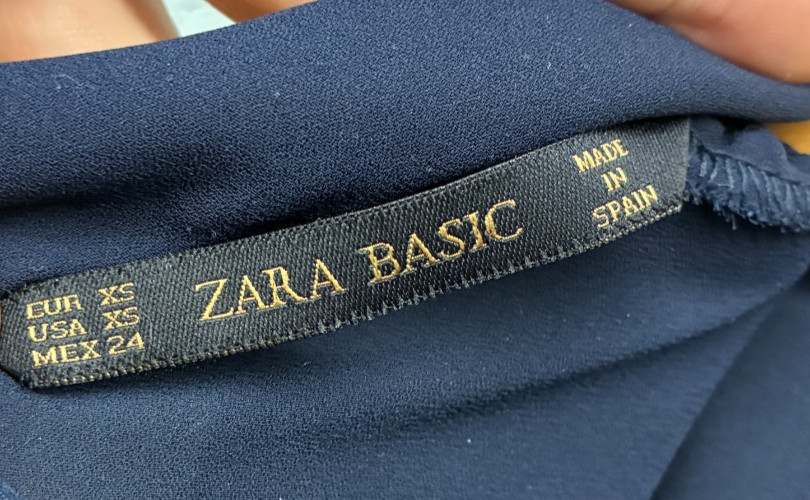 EUR XS
USA XS
MEX 24
ZARA BASIC
MADE
IN
SPAIN